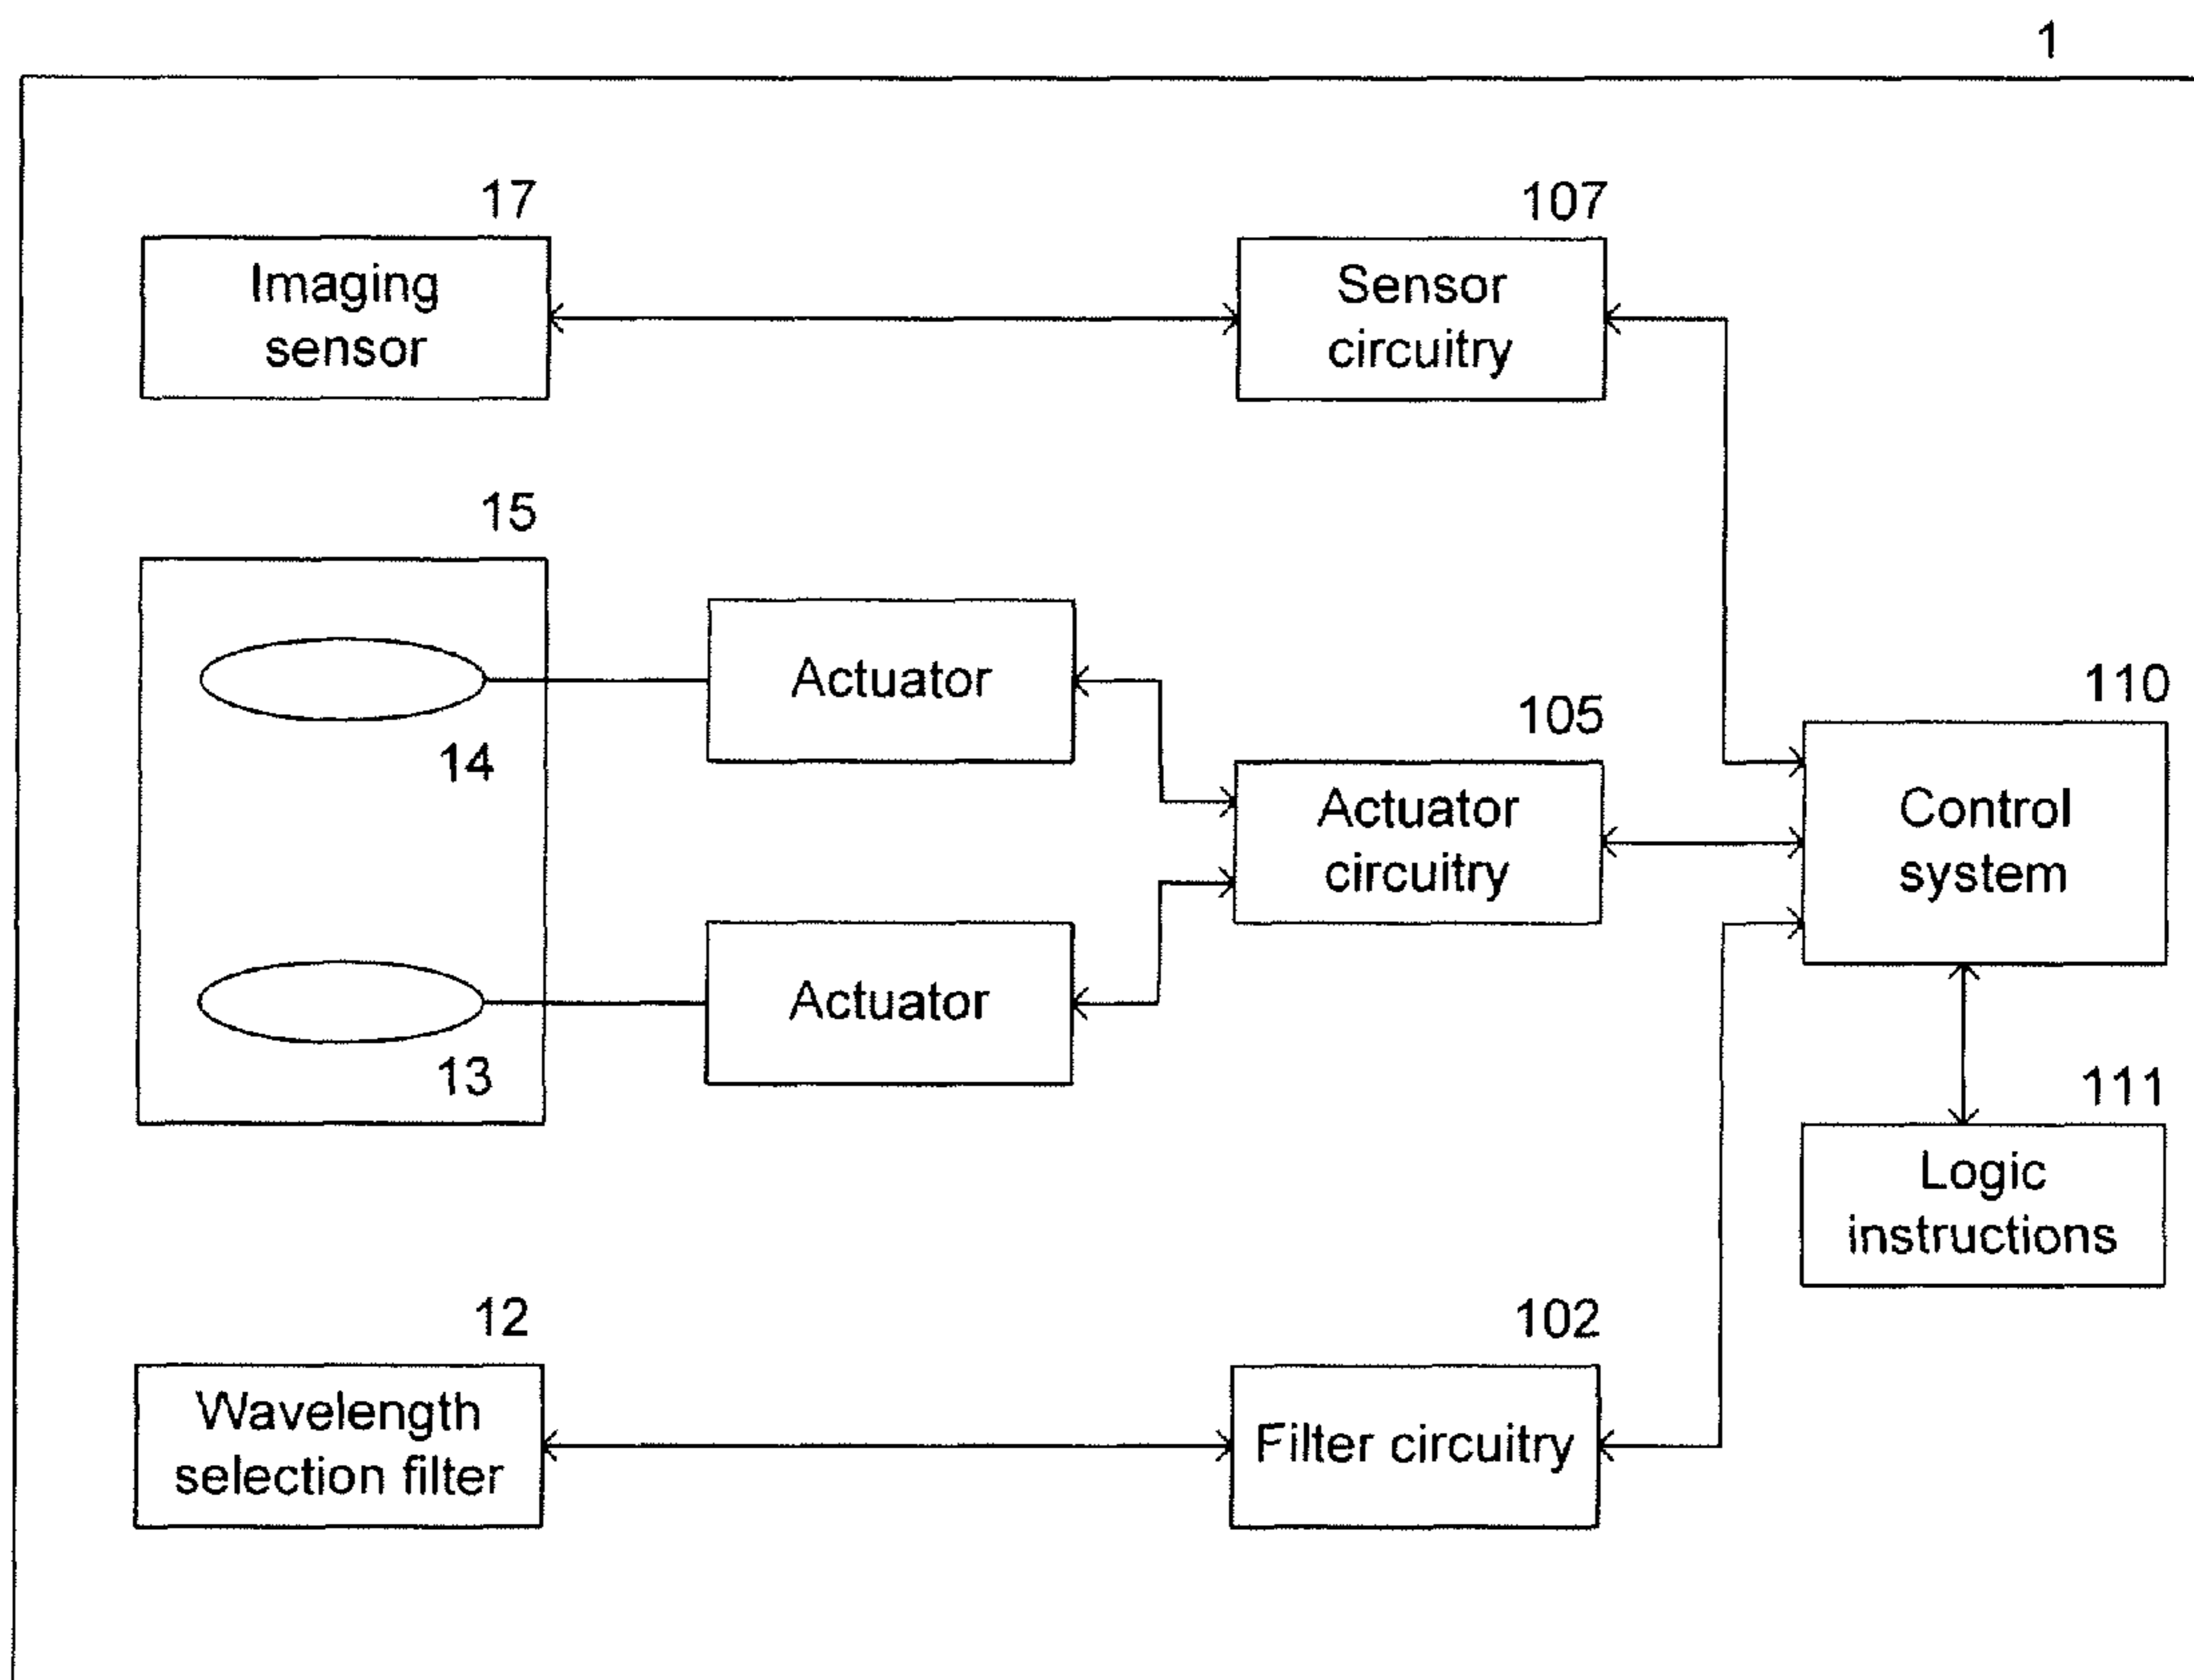 1
17
Imaging
sensor
107
Sensor
circuitry
15
14
Actuator
13
Actuator
105
Actuator
circuitry
110
Control
system
111
Logic
instructions
12
Wavelength
selection filter
102
Filter circuitry